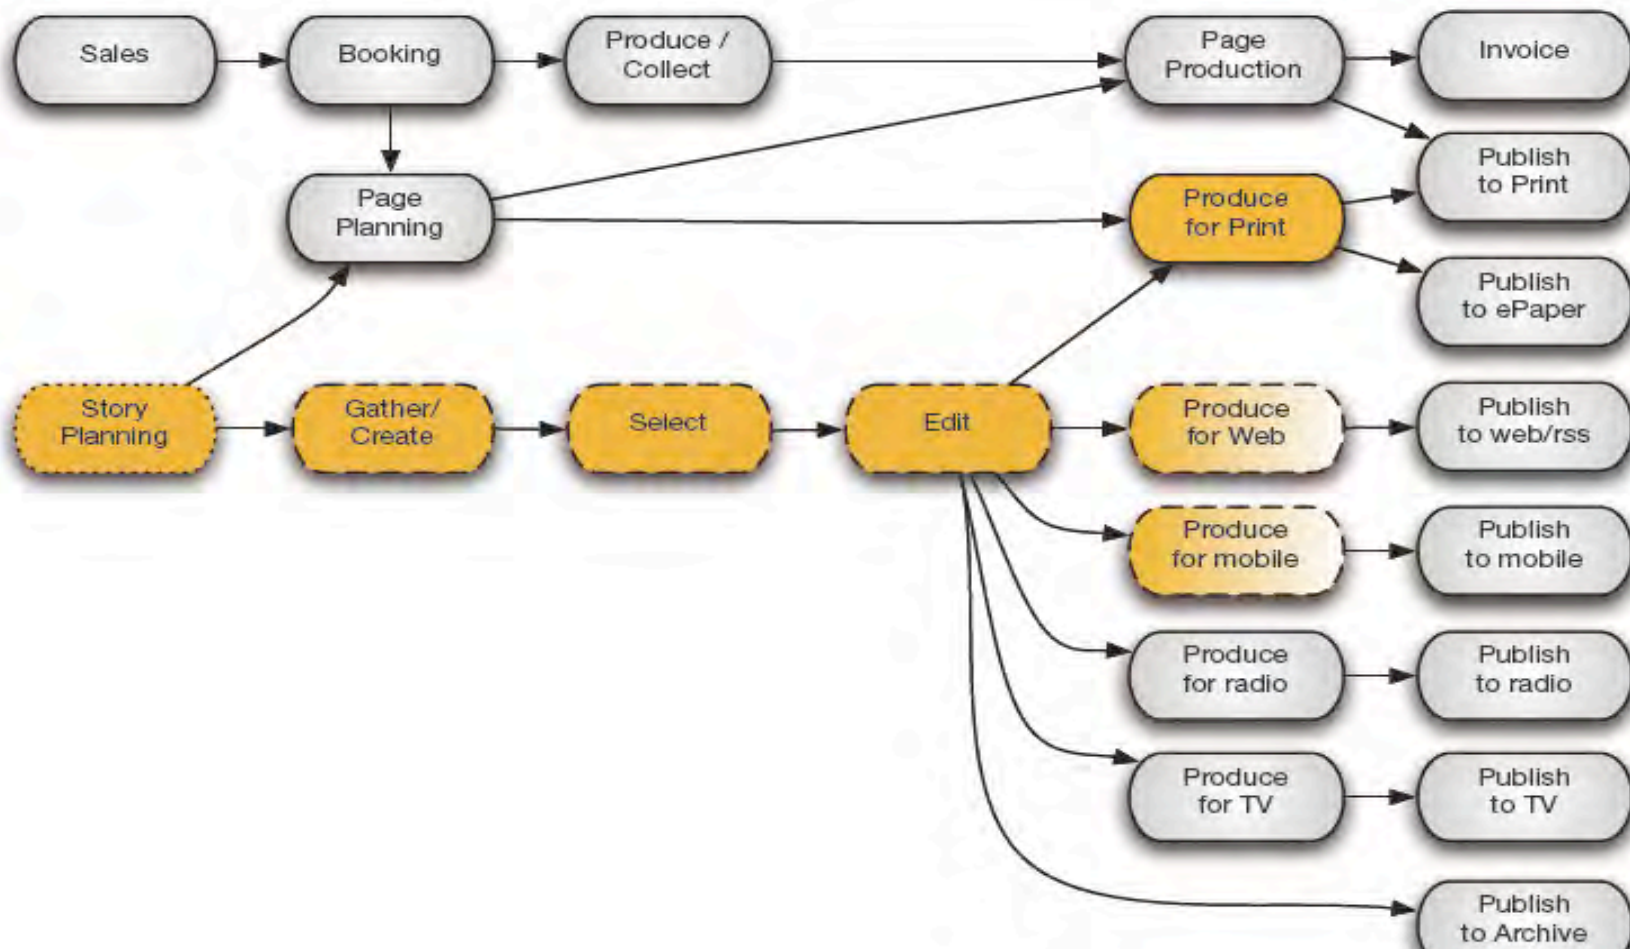 Sales
Booking
Produce /
Collect
Page
Production
Invoice
Publish
to Print
Page
Planning
Produce
for Print
Publish
to ePaper
Story
Planning
Gather/
Create
Select
Edit
Produce
for Web
Publish
to web/rss
Produce
for mobile
Publish
to mobile
Produce
for radio
Publish
to radio
Produce
for TV
Publish
to TV
Publish
to Archive